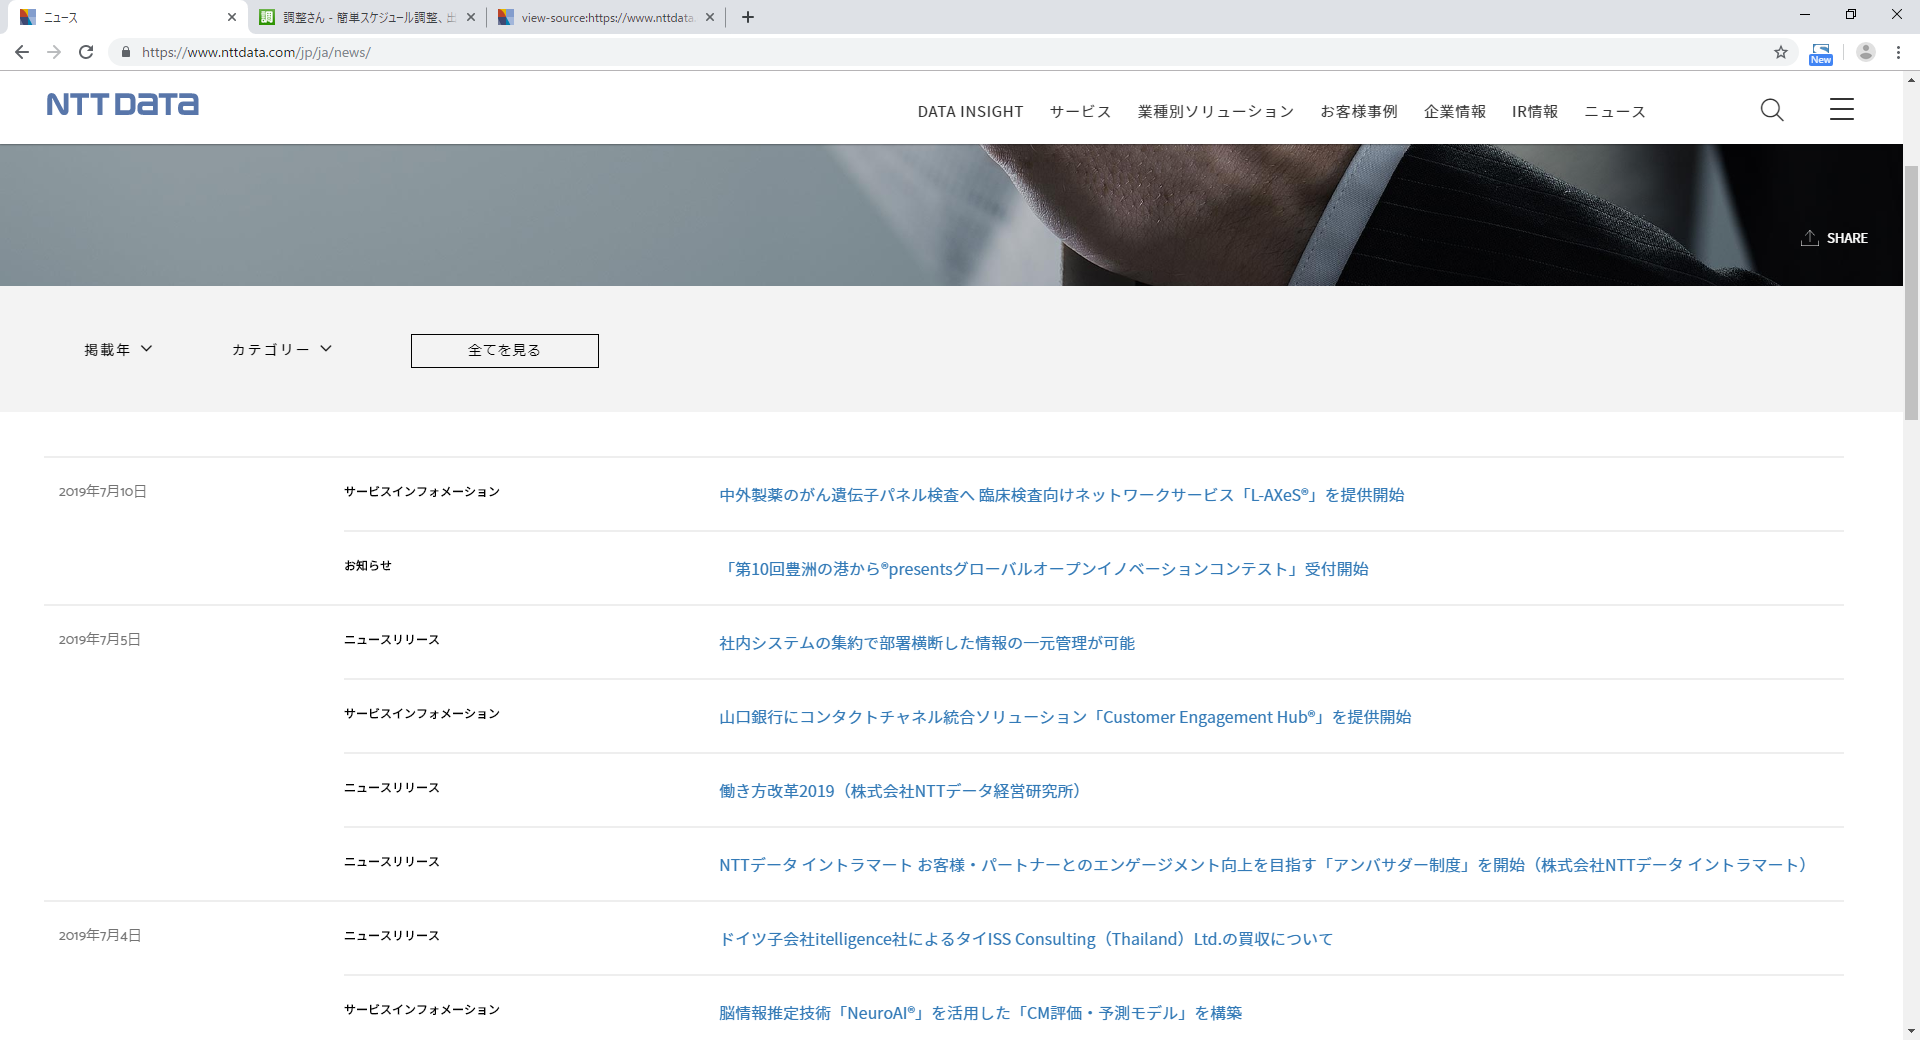 ニュース
調整さん - 簡単スケジュール調整、出
view-source:https://www.nttdata.
https://www.nttdata.com/jp/ja/news/
New
NTT DATA
DATA INSIGHT サービス 業種別ソリューション お客様事例 企業情報 IR情報 ニュース
SHARE
掲載年 カテゴリー 全てを見る
2019年7月10日 サービスインフォメーション 中外製薬のがん遺伝子パネル検査へ 臨床検査向けネットワークサービス「L-AXeS®」を提供開始
お知らせ 「第10回豊洲の港から®presentsグローバルオープンイノベーションコンテスト」受付開始
2019年7月5日 ニュースリリース 社内システムの集約で部署横断した情報の一元管理が可能
サービスインフォメーション 山口銀行にコンタクトチャネル統合ソリューション「Customer Engagement Hub®」を提供開始
ニュースリリース 働き方改革2019（株式会社NTTデータ経営研究所）
ニュースリリース NTTデータ イントラマート お客様・パートナーとのエンゲージメント向上を目指す「アンバサダー制度」を開始（株式会社NTTデータ イントラマート）
2019年7月4日 ニュースリリース ドイツ子会社itelligence社によるタイISS Consulting（Thailand）Ltd.の買収について
サービスインフォメーション 脳情報推定技術「NeuroAI®」を活用した「CM評価・予測モデル」を構築